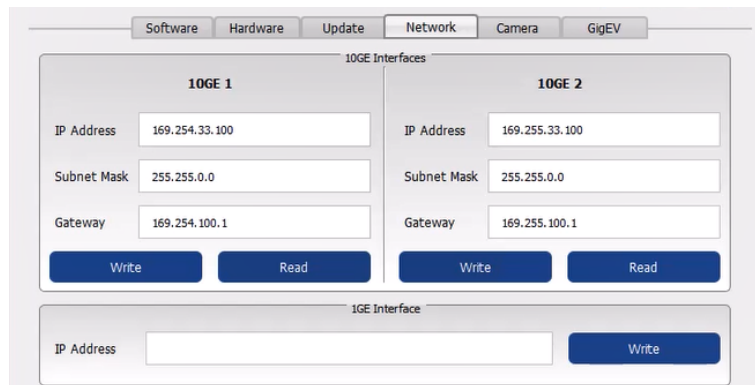 Software Hardware Update Network Camera GigEV
10GE Interfaces
10GE 1
IP Address 169.254.33.100
Subnet Mask 255.255.0.0
Gateway 169.254.100.1
Write Read
10GE 2
IP Address 169.255.33.100
Subnet Mask 255.255.0.0
Gateway 169.255.100.1
Write Read
1GE Interface
IP Address Write